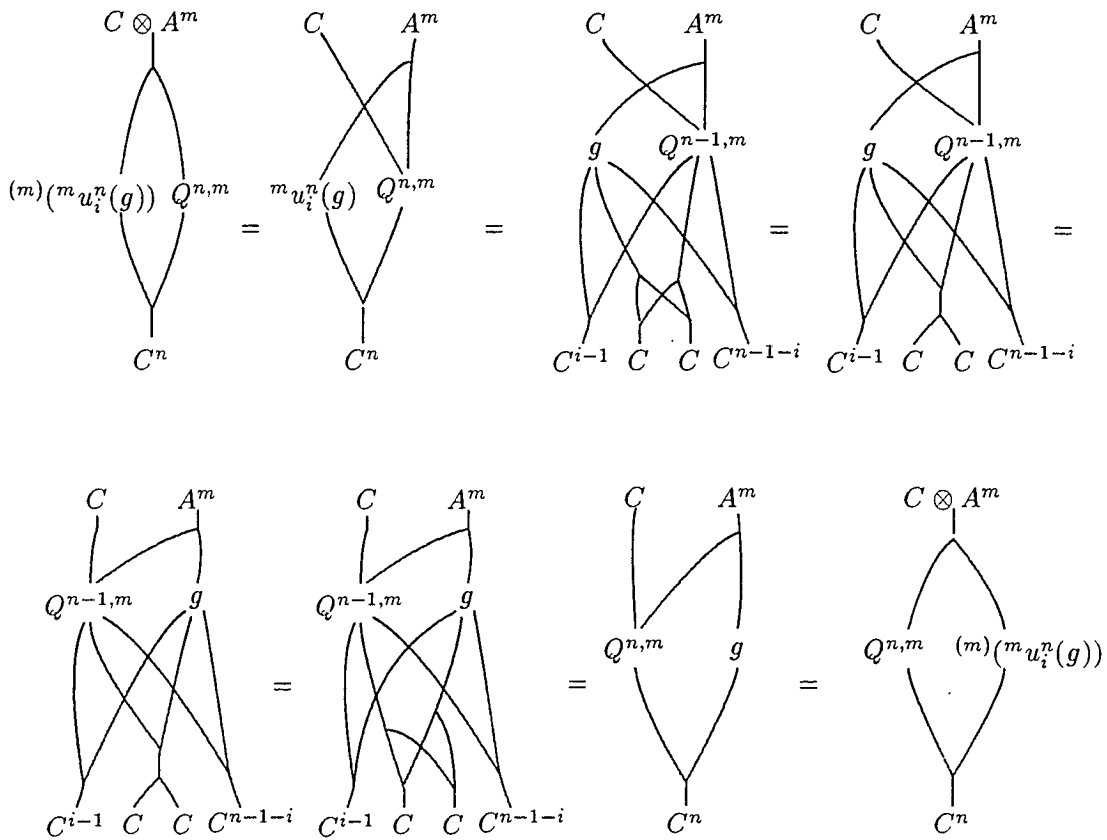 C ⊗ A^m C A^m C A^m C A^m
g Q^{n-1,m} g Q^{n-1,m}
^{(m)}(^m u_i^n(g)) Q^{n,m} = ^m u_i^n(g) Q^{n,m} = = =
C^n C^n C^{i-1} C C C^{n-1-i} C^{i-1} C C C^{n-1-i}
C A^m C A^m C A^m C ⊗ A^m
Q^{n-1,m} g Q^{n-1,m} g
= = Q^{n,m} g = Q^{n,m} ^{(m)}(^m u_i^n(g))
C^{i-1} C C C^{n-1-i} C^{i-1} C C C^{n-1-i} C^n C^n